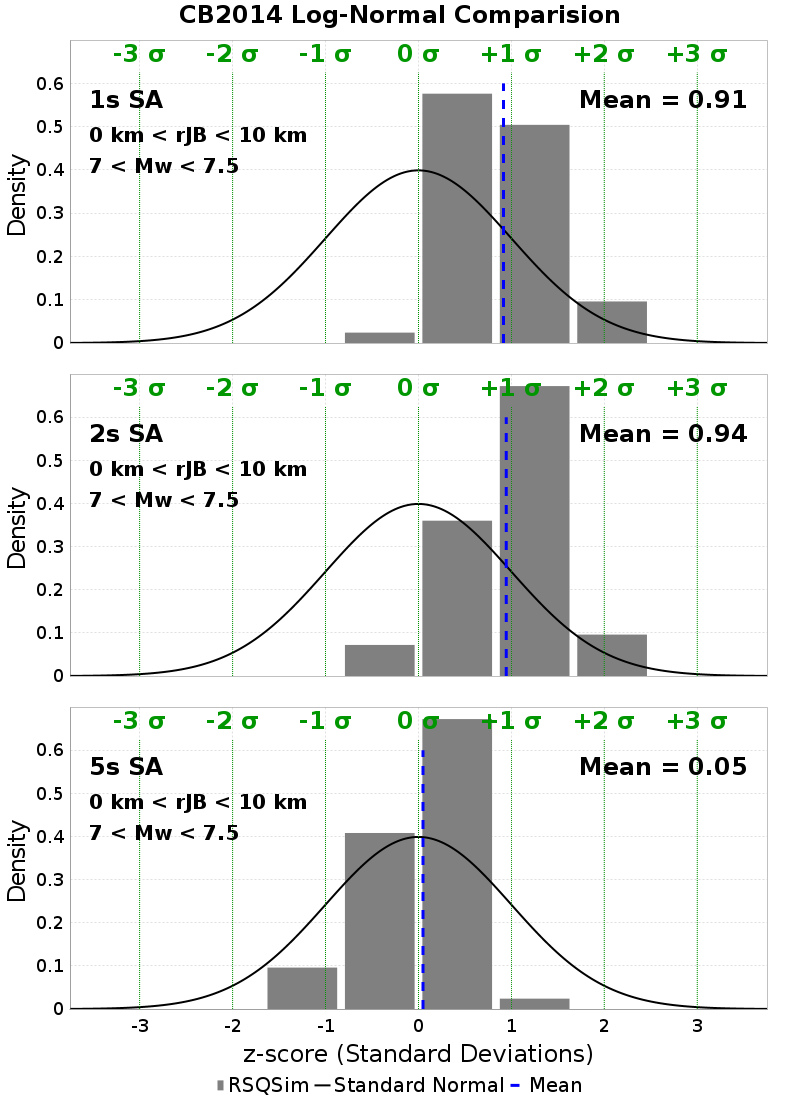 CB2014 Log-Normal Comparision
-3 σ -2 σ -1 σ 0 σ +1 σ +2 σ +3 σ
0.6
1s SA Mean = 0.91
0.5
0 km < rJB < 10 km
7 < Mw < 7.5
0.4
0.3
0.2
0.1
0
Density
-3 σ -2 σ -1 σ 0 σ +1 σ +2 σ +3 σ
0.6
2s SA Mean = 0.94
0.5
0 km < rJB < 10 km
7 < Mw < 7.5
0.4
0.3
0.2
0.1
0
Density
-3 σ -2 σ -1 σ 0 σ +1 σ +2 σ +3 σ
0.6
5s SA Mean = 0.05
0.5
0 km < rJB < 10 km
7 < Mw < 7.5
0.4
0.3
0.2
0.1
0
Density
-3 -2 -1 0 1 2 3
z-score (Standard Deviations)
RSQSim Standard Normal Mean